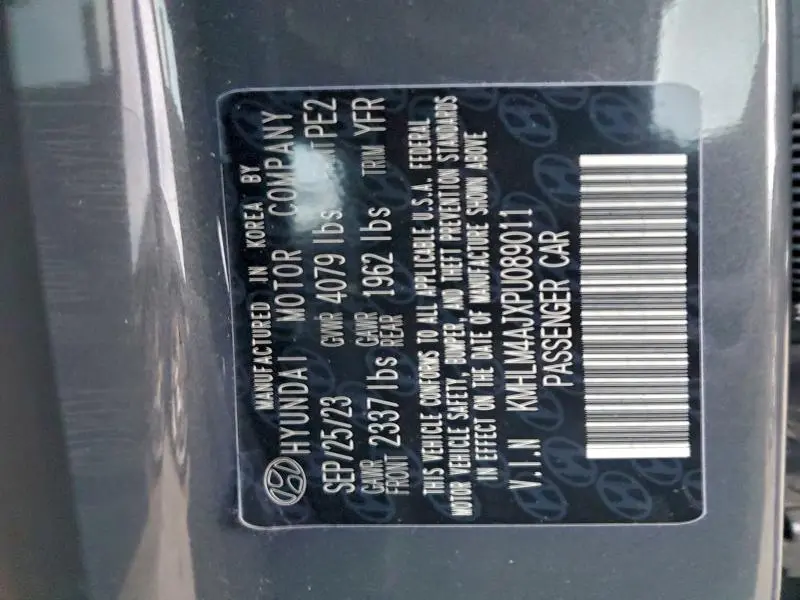 MANUFACTURED IN KOREA BY
HYUNDAI MOTOR COMPANY
SEP/25/23 GVWR 4079 lbs PE2
GAWR FRONT 2337 lbs GAWR REAR 1962 lbs TRIM YFR
THIS VEHICLE CONFORMS TO ALL APPLICABLE U.S.A. FEDERAL
MOTOR VEHICLE SAFETY, BUMPER, AND THEFT PREVENTION STANDARDS
IN EFFECT ON THE DATE OF MANUFACTURE SHOWN ABOVE
V.I.N KMHLM4AJXPU089011
PASSENGER CAR